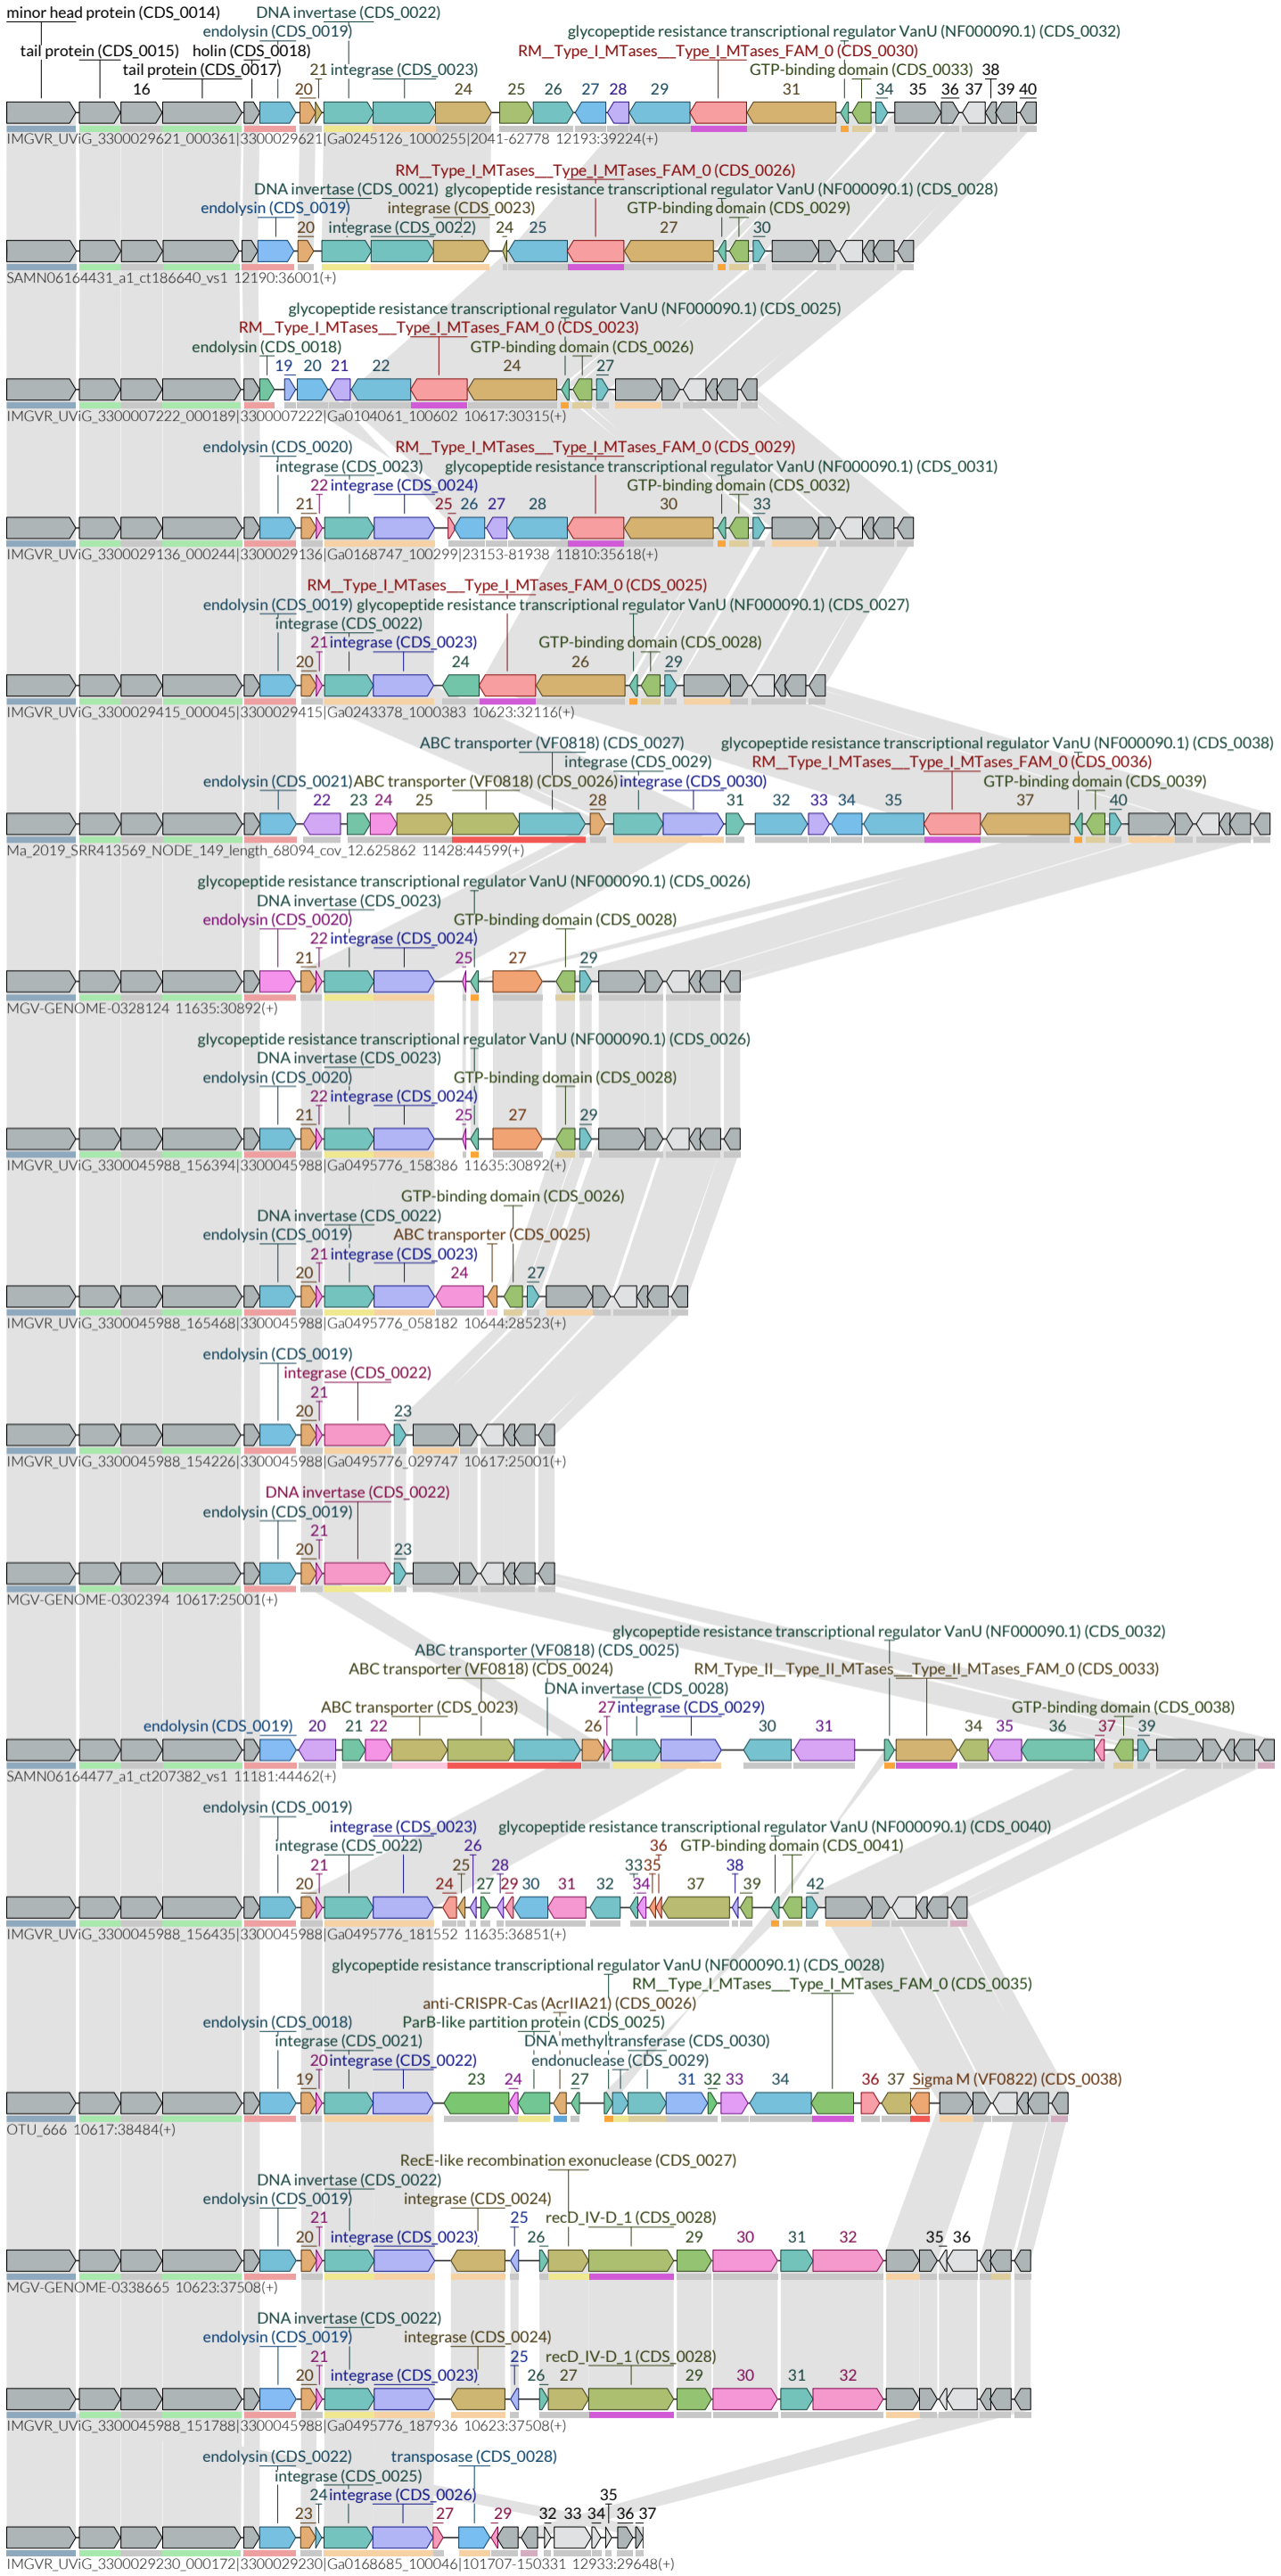 minor head protein (CDS_0014)
DNA invertase (CDS_0022)
endolysin (CDS_0019)
glycopeptide resistance transcriptional regulator VanU (NF000090.1) (CDS_0032)
tail protein (CDS_0015) holin (CDS_0018)
RM__Type_I_MTases___Type_I_MTases_FAM_0 (CDS_0030)
tail protein (CDS_0017) 21 integrase (CDS_0023)
GTP-binding domain (CDS_0033) 38
16 20 24 25 26 27 28 29 31 34 35 36 37 39 40
IMGVR_UViG_3300029621_000361|3300029621|Ga0245126_1000255|2041-62778 12193:39224(+)
RM__Type_I_MTases___Type_I_MTases_FAM_0 (CDS_0026)
DNA invertase (CDS_0021) glycopeptide resistance transcriptional regulator VanU (NF000090.1) (CDS_0028)
endolysin (CDS_0019) integrase (CDS_0023) GTP-binding domain (CDS_0029)
20 integrase (CDS_0022) 24 25 27 30
SAMN06164431_a1_ct186640_vs1 12190:36001(+)
glycopeptide resistance transcriptional regulator VanU (NF000090.1) (CDS_0025)
RM__Type_I_MTases___Type_I_MTases_FAM_0 (CDS_0023)
endolysin (CDS_0018) GTP-binding domain (CDS_0026)
19 20 21 22 24 27
IMGVR_UViG_3300007222_000189|3300007222|Ga0104061_100602 10617:30315(+)
endolysin (CDS_0020) RM__Type_I_MTases___Type_I_MTases_FAM_0 (CDS_0029)
integrase (CDS_0023) glycopeptide resistance transcriptional regulator VanU (NF000090.1) (CDS_0031)
22 integrase (CDS_0024) GTP-binding domain (CDS_0032)
21 25 26 27 28 30 33
IMGVR_UViG_3300029136_000244|3300029136|Ga0168747_100299|23153-81938 11810:35618(+)
RM__Type_I_MTases___Type_I_MTases_FAM_0 (CDS_0025)
endolysin (CDS_0019) glycopeptide resistance transcriptional regulator VanU (NF000090.1) (CDS_0027)
integrase (CDS_0022)
21 integrase (CDS_0023) GTP-binding domain (CDS_0028)
20 24 26 29
IMGVR_UViG_3300029415_000045|3300029415|Ga0243378_1000383 10623:32116(+)
ABC transporter (VF0818) (CDS_0027) glycopeptide resistance transcriptional regulator VanU (NF000090.1) (CDS_0038)
integrase (CDS_0029) RM__Type_I_MTases___Type_I_MTases_FAM_0 (CDS_0036)
endolysin (CDS_0021) ABC transporter (VF0818) (CDS_0026) integrase (CDS_0030) GTP-binding domain (CDS_0039)
22 23 24 25 28 31 32 33 34 35 37 40
Ma_2019_SRR413569_NODE_149_length_68094_cov_12.625862 11428:44599(+)
glycopeptide resistance transcriptional regulator VanU (NF000090.1) (CDS_0026)
DNA invertase (CDS_0023)
endolysin (CDS_0020) GTP-binding domain (CDS_0028)
22 integrase (CDS_0024)
21 25 27 29
MGV-GENOME-0328124 11635:30892(+)
glycopeptide resistance transcriptional regulator VanU (NF000090.1) (CDS_0026)
DNA invertase (CDS_0023)
endolysin (CDS_0020) GTP-binding domain (CDS_0028)
22 integrase (CDS_0024)
21 25 27 29
IMGVR_UViG_3300045988_156394|3300045988|Ga0495776_158386 11635:30892(+)
GTP-binding domain (CDS_0026)
DNA invertase (CDS_0022)
endolysin (CDS_0019) ABC transporter (CDS_0025)
21 integrase (CDS_0023)
20 24 27
IMGVR_UViG_3300045988_165468|3300045988|Ga0495776_058182 10644:28523(+)
endolysin (CDS_0019)
integrase (CDS_0022)
21
20 23
IMGVR_UViG_3300045988_154226|3300045988|Ga0495776_029747 10617:25001(+)
DNA invertase (CDS_0022)
endolysin (CDS_0019)
21
20 23
MGV-GENOME-0302394 10617:25001(+)
glycopeptide resistance transcriptional regulator VanU (NF000090.1) (CDS_0032)
ABC transporter (VF0818) (CDS_0025)
ABC transporter (VF0818) (CDS_0024) RM_Type_II__Type_II_MTases___Type_II_MTases_FAM_0 (CDS_0033)
DNA invertase (CDS_0028)
ABC transporter (CDS_0023) 27 integrase (CDS_0029) GTP-binding domain (CDS_0038)
endolysin (CDS_0019) 20 21 22 26 30 31 34 35 36 37 39
SAMN06164477_a1_ct207382_vs1 11181:44462(+)
endolysin (CDS_0019)
integrase (CDS_0023) glycopeptide resistance transcriptional regulator VanU (NF000090.1) (CDS_0040)
integrase (CDS_0022) 26 36 GTP-binding domain (CDS_0041)
21 25 28 33 35 38
20 24 27 29 30 31 32 34 37 39 42
IMGVR_UViG_3300045988_156435|3300045988|Ga0495776_181552 11635:36851(+)
glycopeptide resistance transcriptional regulator VanU (NF000090.1) (CDS_0028)
RM__Type_I_MTases___Type_I_MTases_FAM_0 (CDS_0035)
anti-CRISPR-Cas (AcrIIA21) (CDS_0026)
endolysin (CDS_0018) ParB-like partition protein (CDS_0025)
integrase (CDS_0021) DNA methyltransferase (CDS_0030)
20 integrase (CDS_0022) endonuclease (CDS_0029)
19 23 24 27 31 32 33 34 36 37 Sigma M (VF0822) (CDS_0038)
OTU_666 10617:38484(+)
RecE-like recombination exonuclease (CDS_0027)
DNA invertase (CDS_0022)
endolysin (CDS_0019) integrase (CDS_0024)
21 25 recD_IV-D_1 (CDS_0028)
20 integrase (CDS_0023) 26 29 30 31 32 35 36
MGV-GENOME-0338665 10623:37508(+)
DNA invertase (CDS_0022)
endolysin (CDS_0019) integrase (CDS_0024)
21 25 recD_IV-D_1 (CDS_0028)
20 integrase (CDS_0023) 26 27 29 30 31 32
IMGVR_UViG_3300045988_151788|3300045988|Ga0495776_187936 10623:37508(+)
endolysin (CDS_0022) transposase (CDS_0028)
integrase (CDS_0025)
24 integrase (CDS_0026) 35
23 27 29 32 33 34 36 37
IMGVR_UViG_3300029230_000172|3300029230|Ga0168685_100046|101707-150331 12933:29648(+)